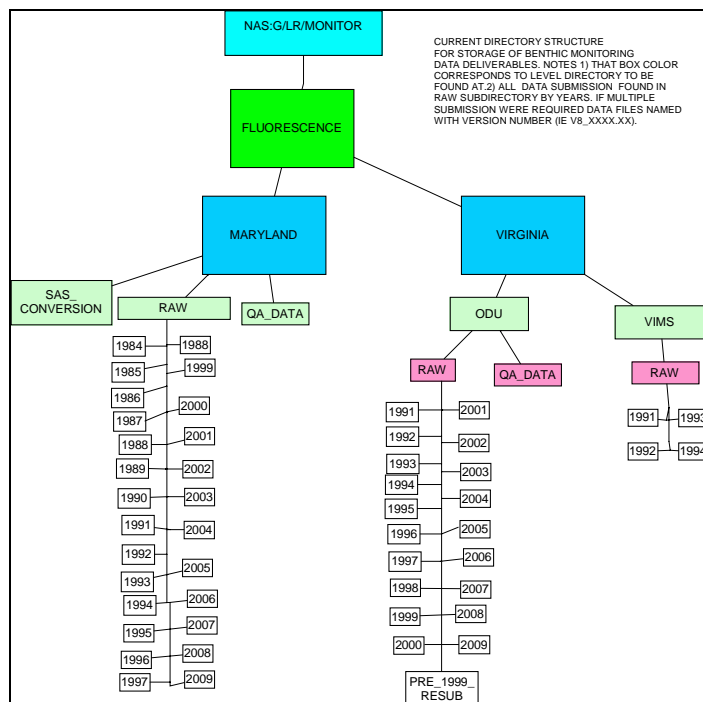 NAS:G/LR/MONITOR
CURRENT DIRECTORY STRUCTURE
FOR STORAGE OF BENTHIC MONITORING
DATA DELIVERABLES. NOTES 1) THAT BOX COLOR
CORRESPONDS TO LEVEL DIRECTORY TO BE
FOUND AT.2) ALL DATA SUBMISSION FOUND IN
RAW SUBDIRECTORY BY YEARS. IF MULTIPLE
SUBMISSION WERE REQUIRED DATA FILES NAMED
WITH VERSION NUMBER (IE V8_XXXX.XX).
FLUORESCENCE
MARYLAND
VIRGINIA
SAS_
CONVERSION
RAW
QA_DATA
1984
1988
1985
1999
1986
1987
2000
1988
2001
1989
2002
1990
2003
1991
2004
1992
1993
2005
1994
2006
1995
2007
1996
2008
1997
2009
ODU
RAW
QA_DATA
1991
2001
1992
2002
1993
2003
1994
1995
2004
1996
2005
1997
2006
1998
2007
1999
2008
2000
2009
PRE_1999_
RESUB
VIMS
RAW
1991
1993
1992
1994